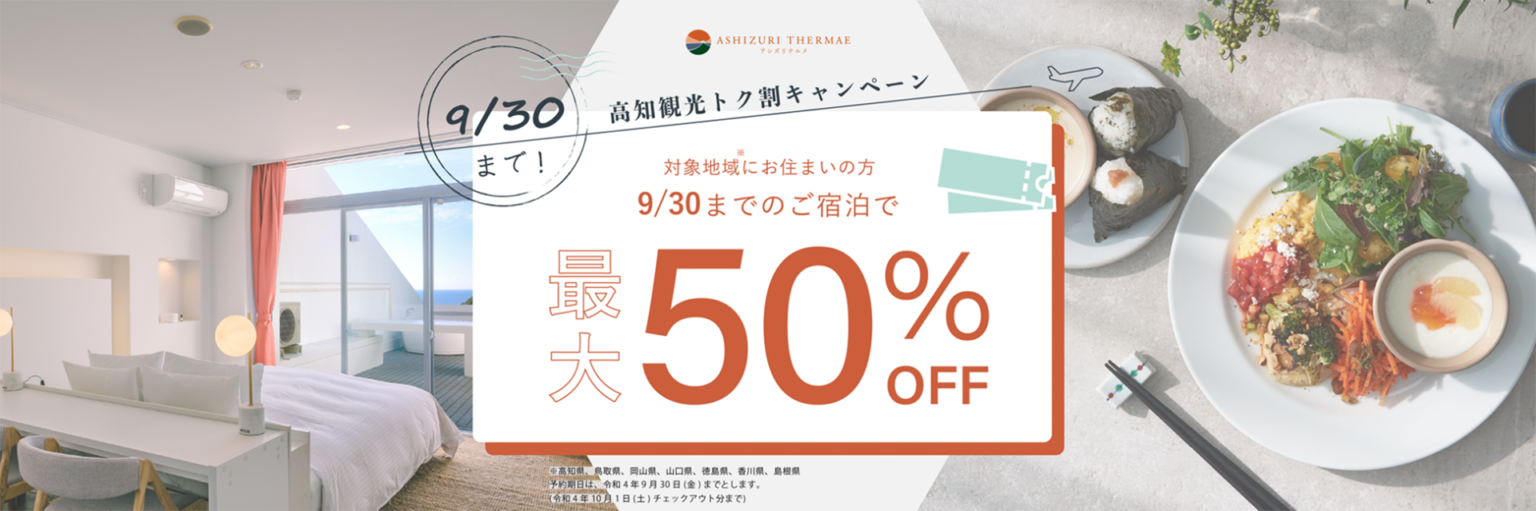 ASHIZURI THERMAE
アシズリテルメ
9/30
まで！
高知観光トク割キャンペーン
※
対象地域にお住まいの方
9/30までのご宿泊で
最大
50%
OFF
※高知県、鳥取県、岡山県、山口県、徳島県、香川県、島根県
予約期日は、令和4年9月30日(金)までとします。
(令和4年10月1日(土)チェックアウト分まで)